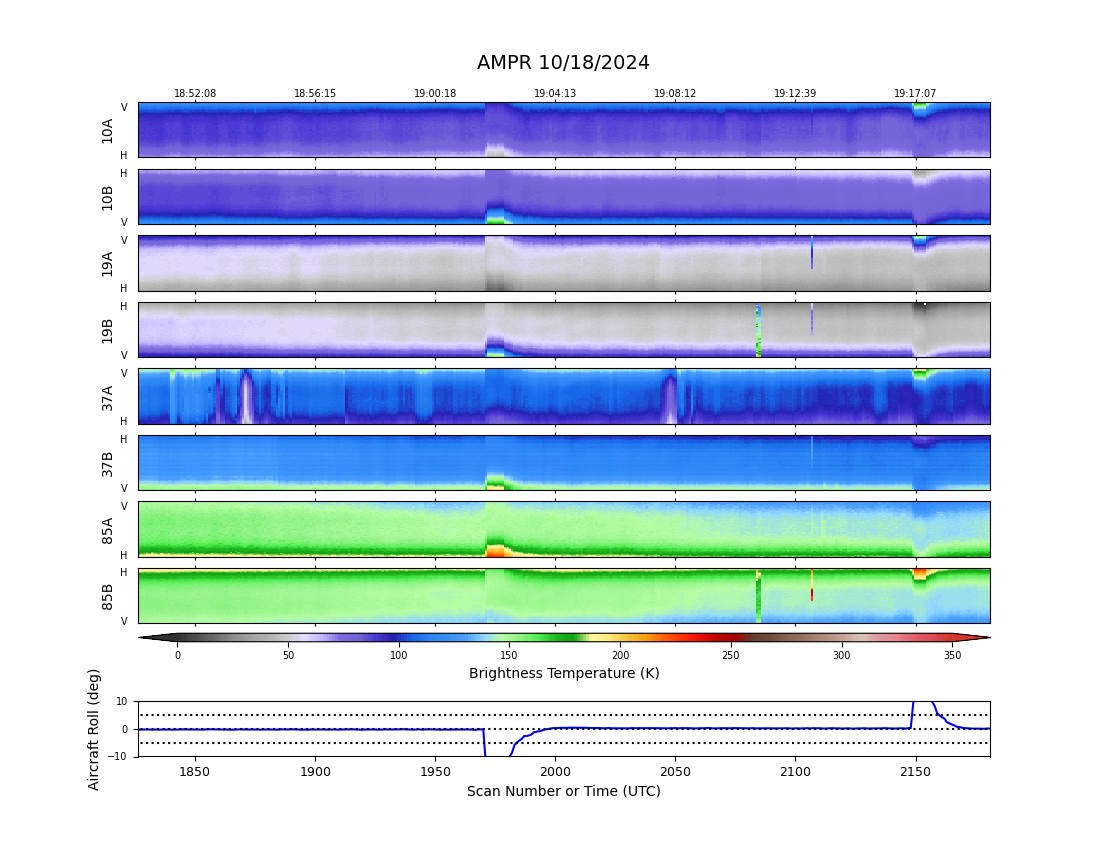 AMPR 10/18/2024
18:52:08 18:56:15 19:00:18 19:04:13 19:08:12 19:12:39 19:17:07
V
10A
H
H
10B
V
V
19A
H
H
19B
V
V
37A
H
H
37B
V
V
85A
H
H
85B
V
0 50 100 150 200 250 300 350
Brightness Temperature (K)
Aircraft Roll (deg)
10
0
−10
1850 1900 1950 2000 2050 2100 2150
Scan Number or Time (UTC)